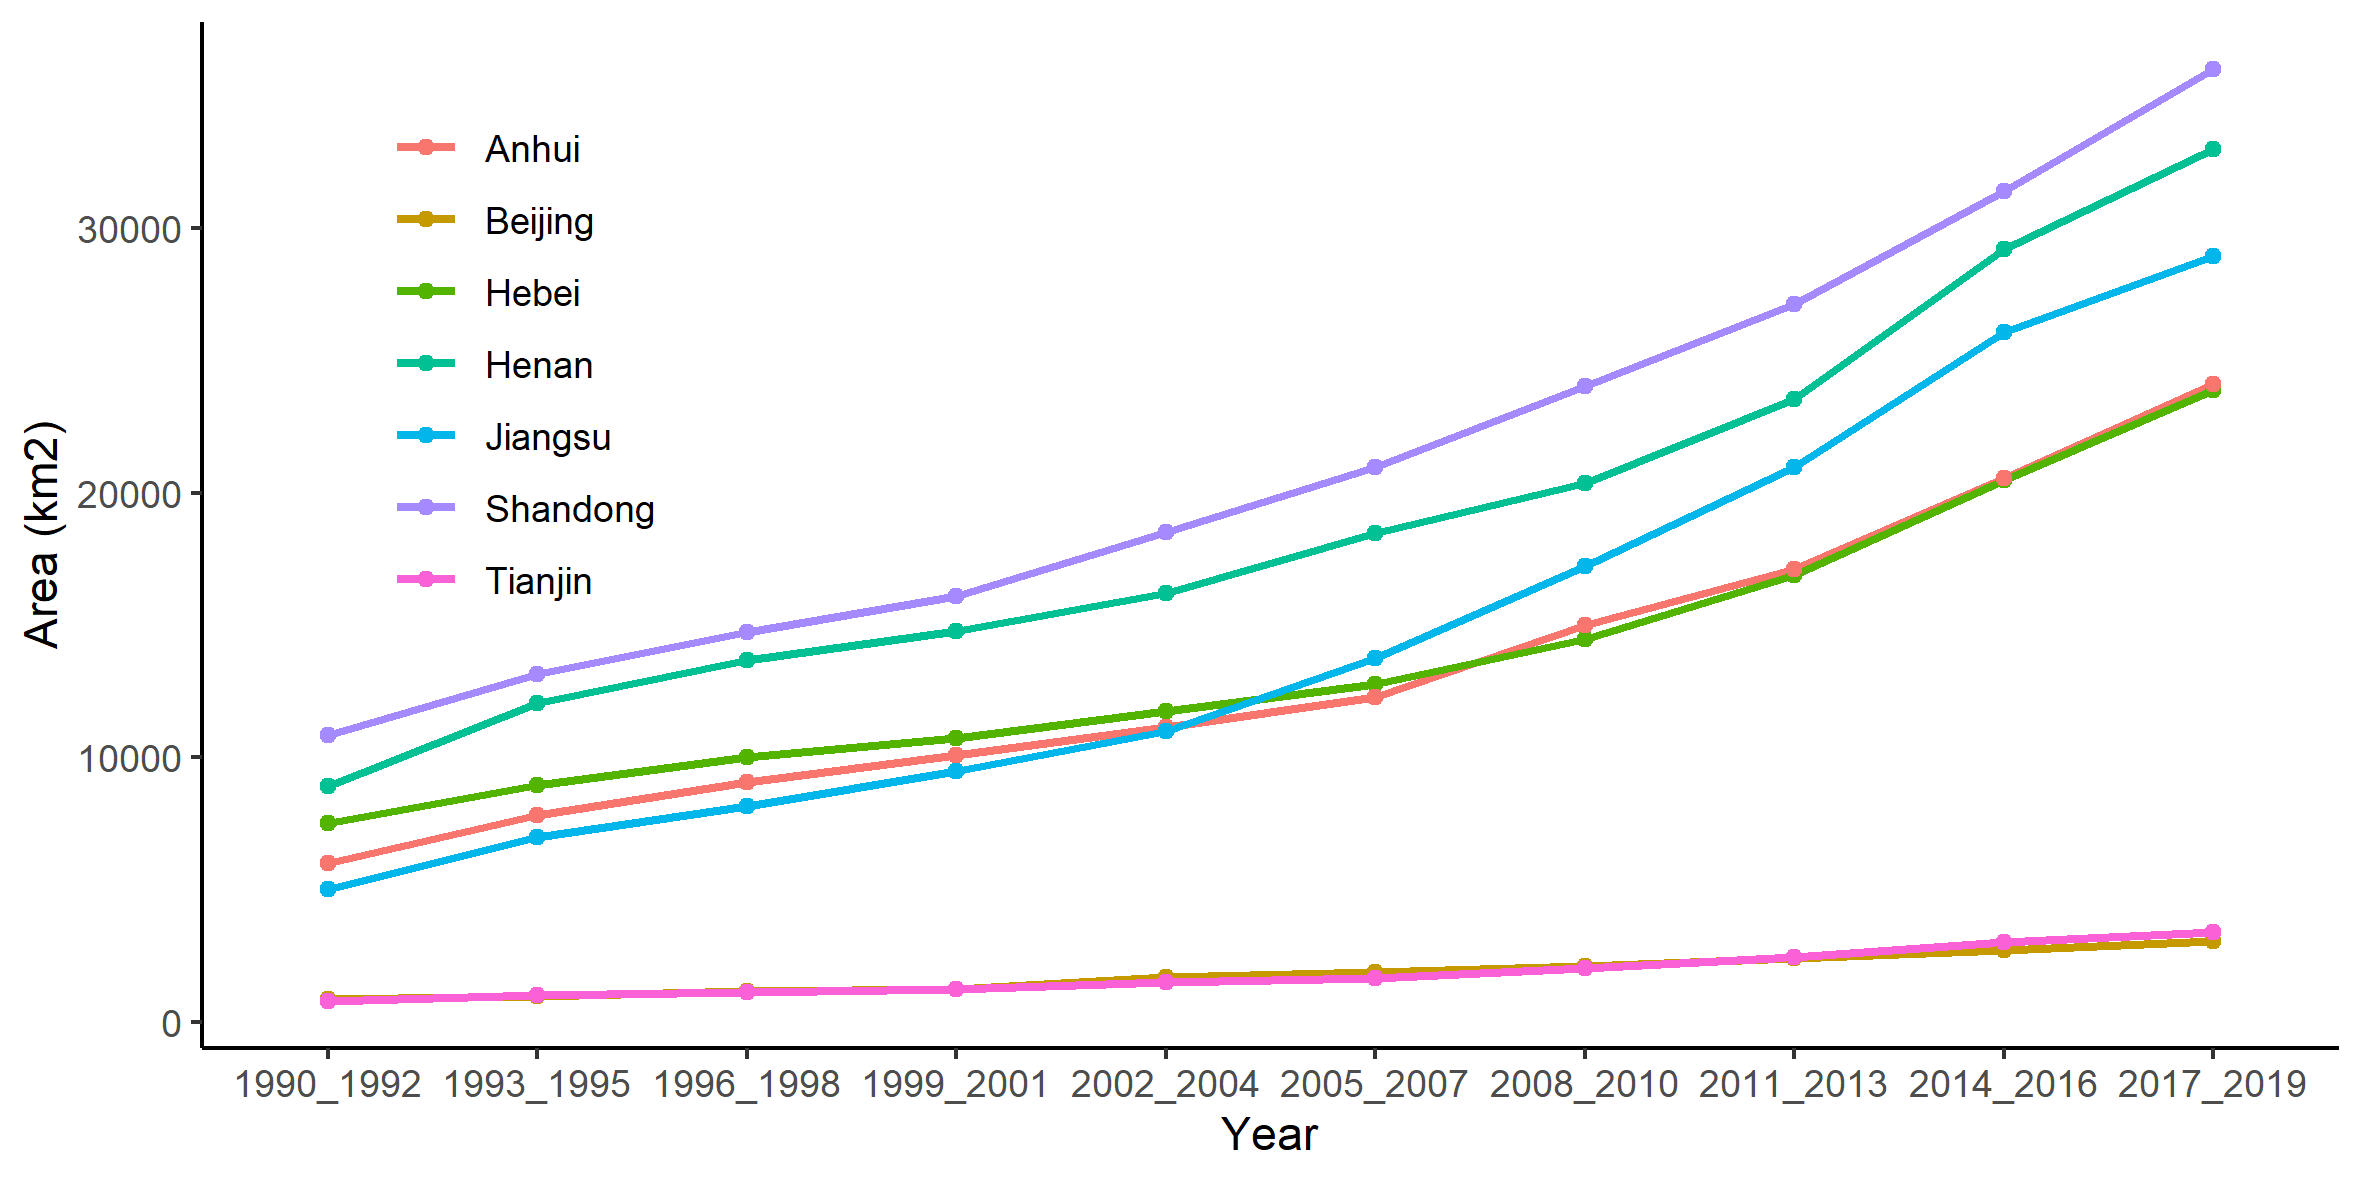 Anhui
Beijing
Hebei
Henan
Jiangsu
Shandong
Tianjin
Area (km2)
30000
20000
10000
0
1990_1992 1993_1995 1996_1998 1999_2001 2002_2004 2005_2007 2008_2010 2011_2013 2014_2016 2017_2019
Year